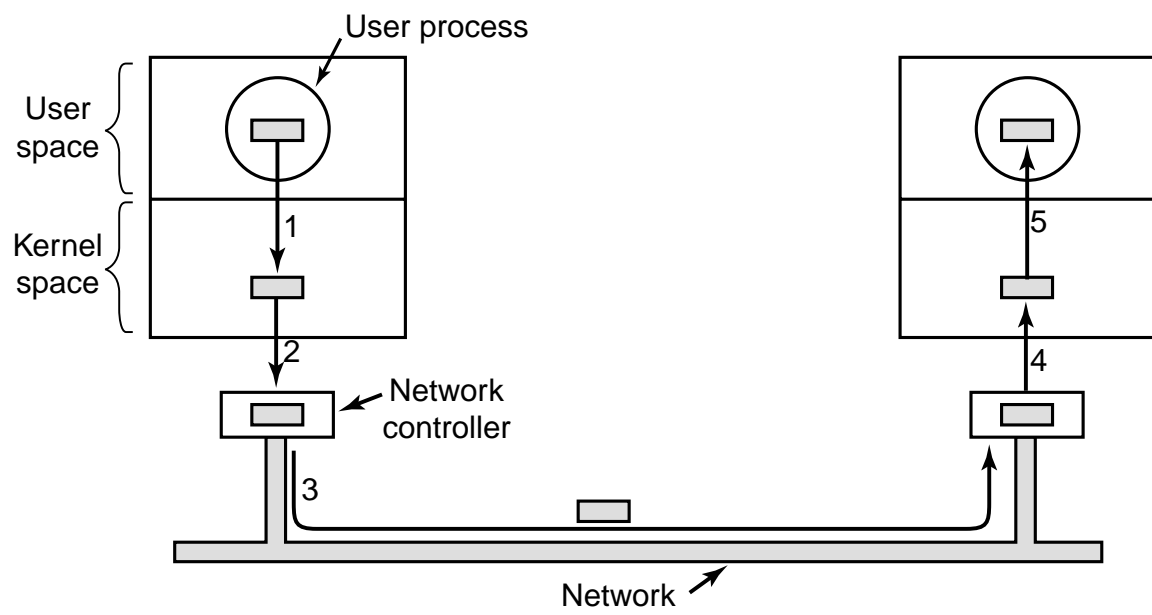 User process
User
space
1
5
Kernel
space
2
4
Network
controller
3
Network